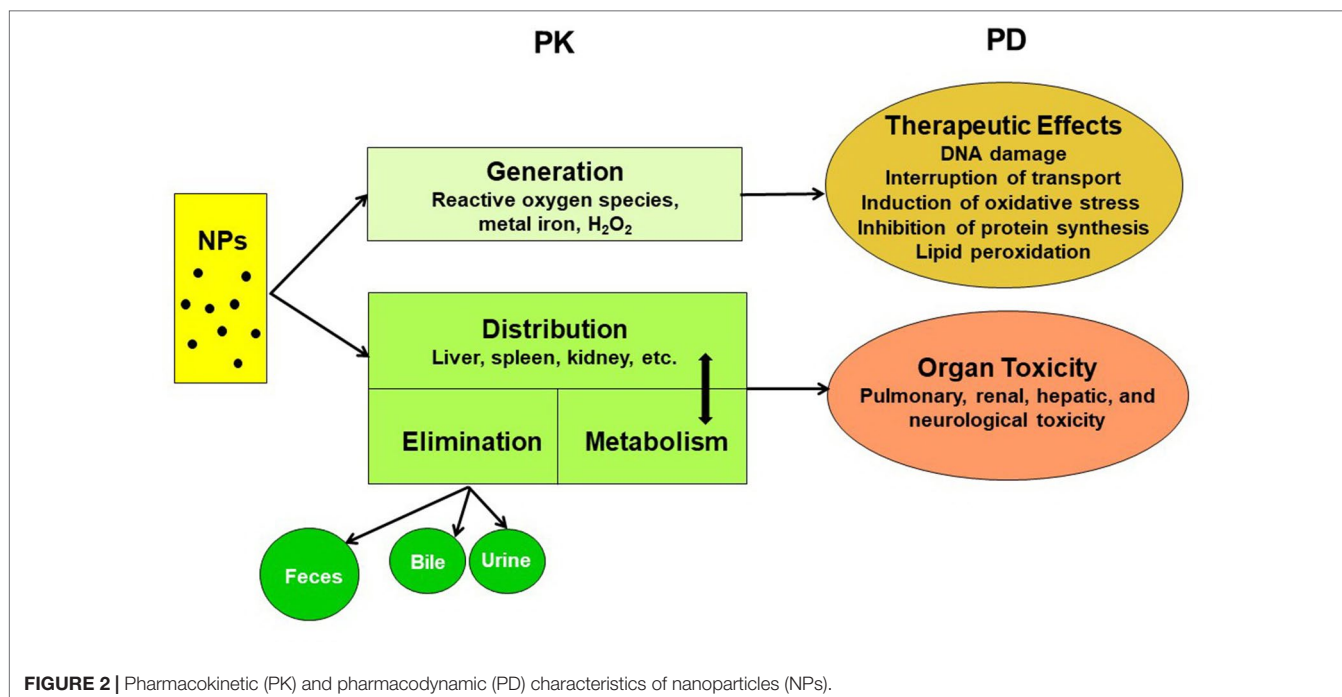 PK
PD
NPs
Generation
Reactive oxygen species,
metal iron, H₂O₂
Therapeutic Effects
DNA damage
Interruption of transport
Induction of oxidative stress
Inhibition of protein synthesis
Lipid peroxidation
Distribution
Liver, spleen, kidney, etc.
Elimination
Metabolism
Organ Toxicity
Pulmonary, renal, hepatic, and
neurological toxicity
Feces
Bile
Urine
FIGURE 2 | Pharmacokinetic (PK) and pharmacodynamic (PD) characteristics of nanoparticles (NPs).